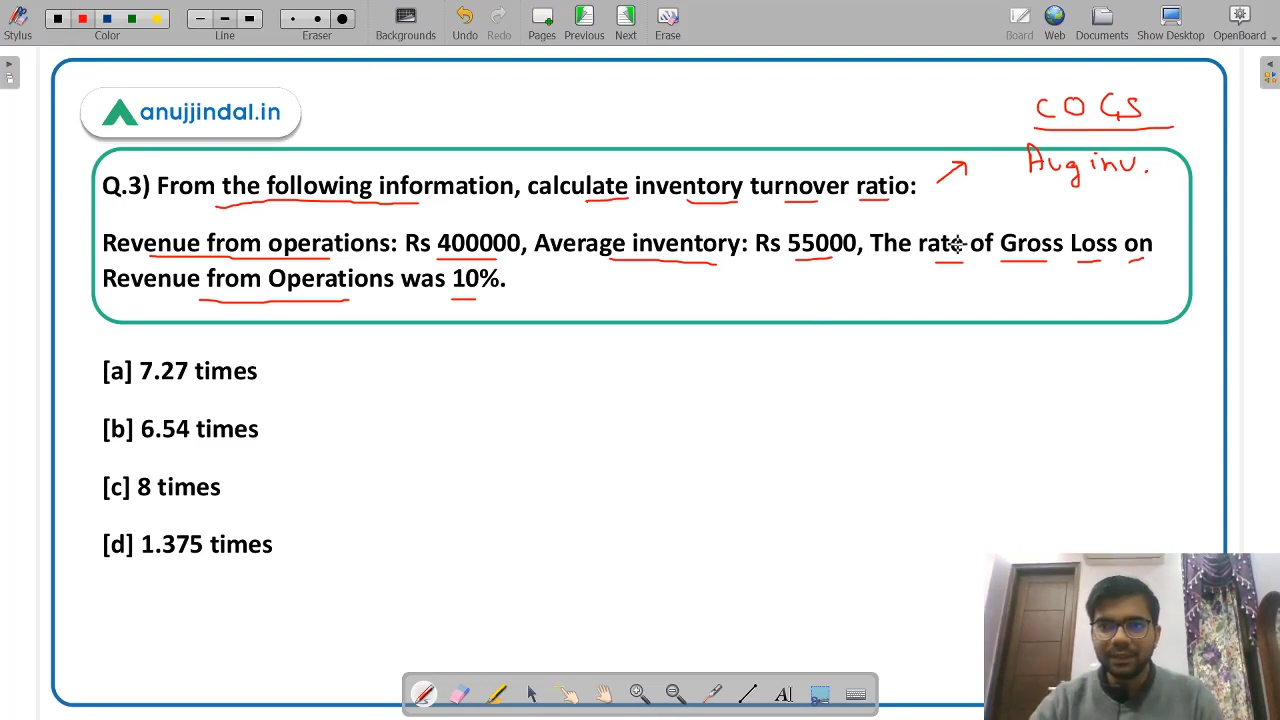 Stylus
Color
Line
Eraser
Backgrounds
Undo
Redo
Pages
Previous
Next
Erase
Board
Web
Documents
Show Desktop
OpenBoard
anujjindal.in
COGS
Avg inv.
Q.3) From the following information, calculate inventory turnover ratio:
Revenue from operations: Rs 400000, Average inventory: Rs 55000, The rate of Gross Loss on
Revenue from Operations was 10%.
[a] 7.27 times
[b] 6.54 times
[c] 8 times
[d] 1.375 times